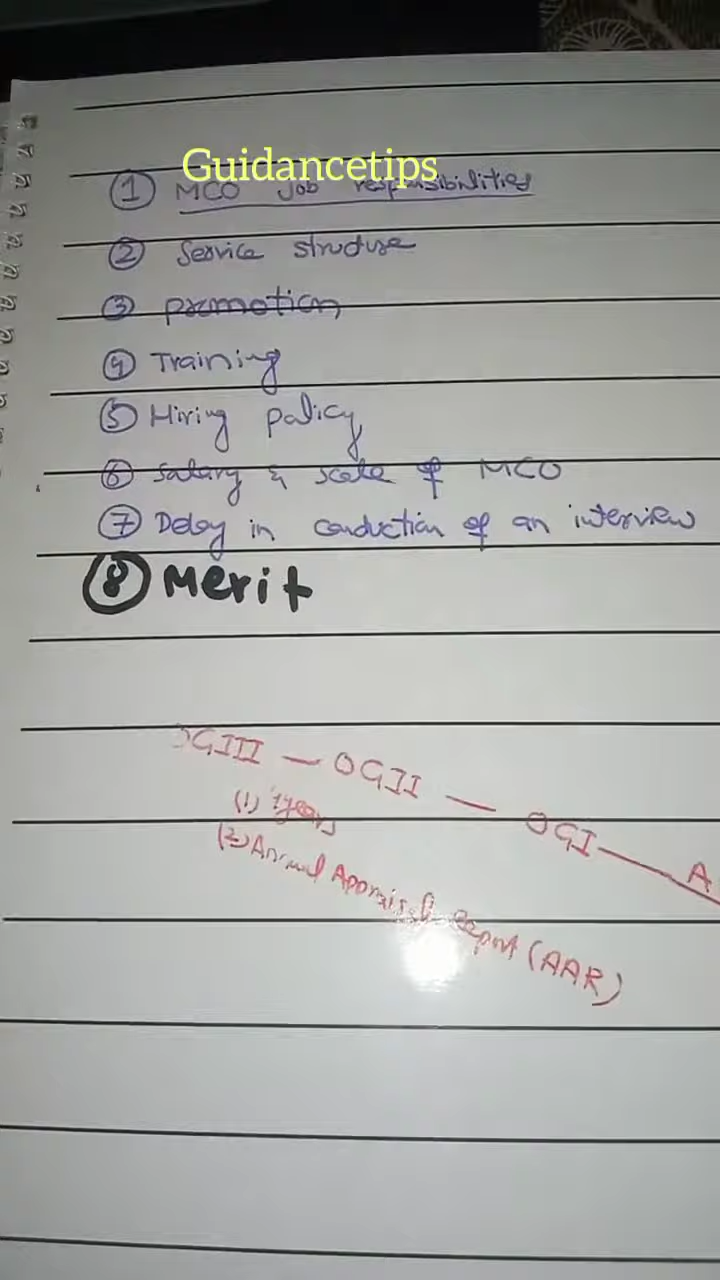 Guidancetips
① MCO Job responsibilities
② Service structure
③ promotion
④ Training
⑤ Hiring policy
⑥ Salary & scale of MCO
⑦ Delay in conduction of an interview
⑧ Merit
OGIII — OGII — OGI — A
(1) years
(2) Annual Appraisal Report (AAR)